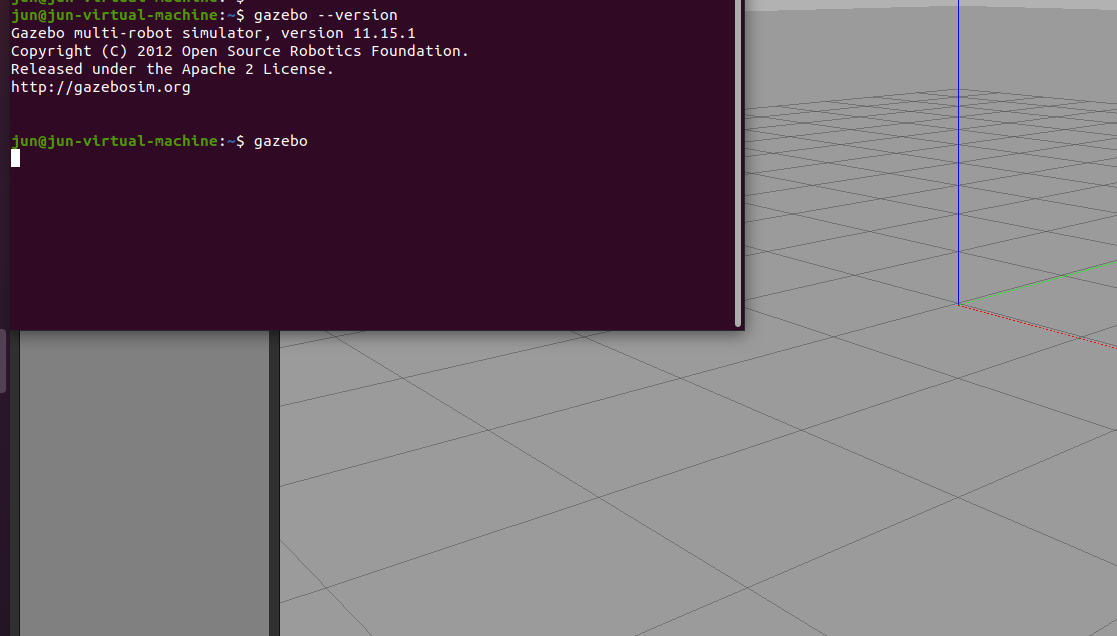 jun@jun-virtual-machine:~$ gazebo --version
Gazebo multi-robot simulator, version 11.15.1
Copyright (C) 2012 Open Source Robotics Foundation.
Released under the Apache 2 License.
http://gazebosim.org
jun@jun-virtual-machine:~$ gazebo